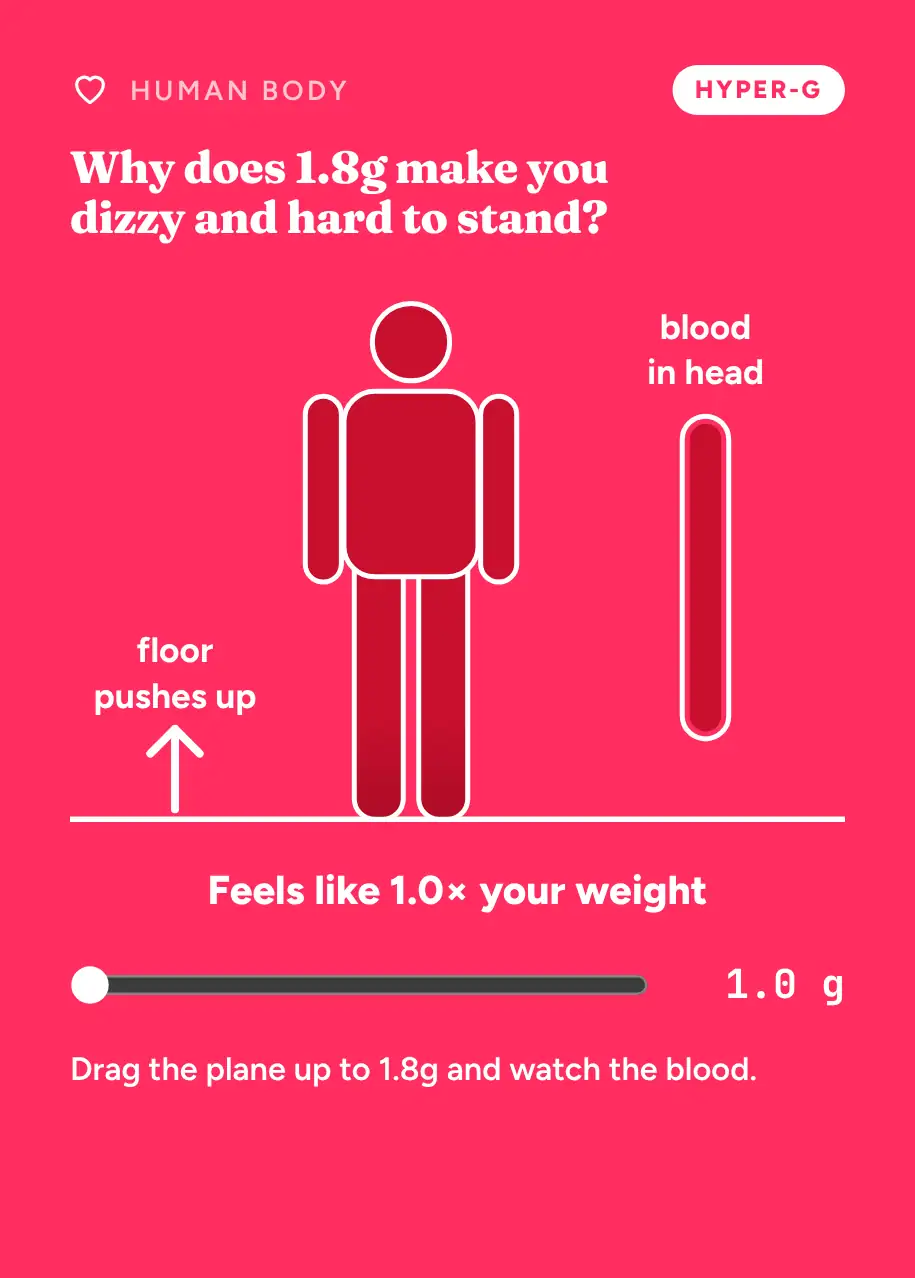 HUMAN BODY
HYPER-G
Why does 1.8g make you
dizzy and hard to stand?
blood
in head
floor
pushes up
Feels like 1.0× your weight
1.0 g
Drag the plane up to 1.8g and watch the blood.